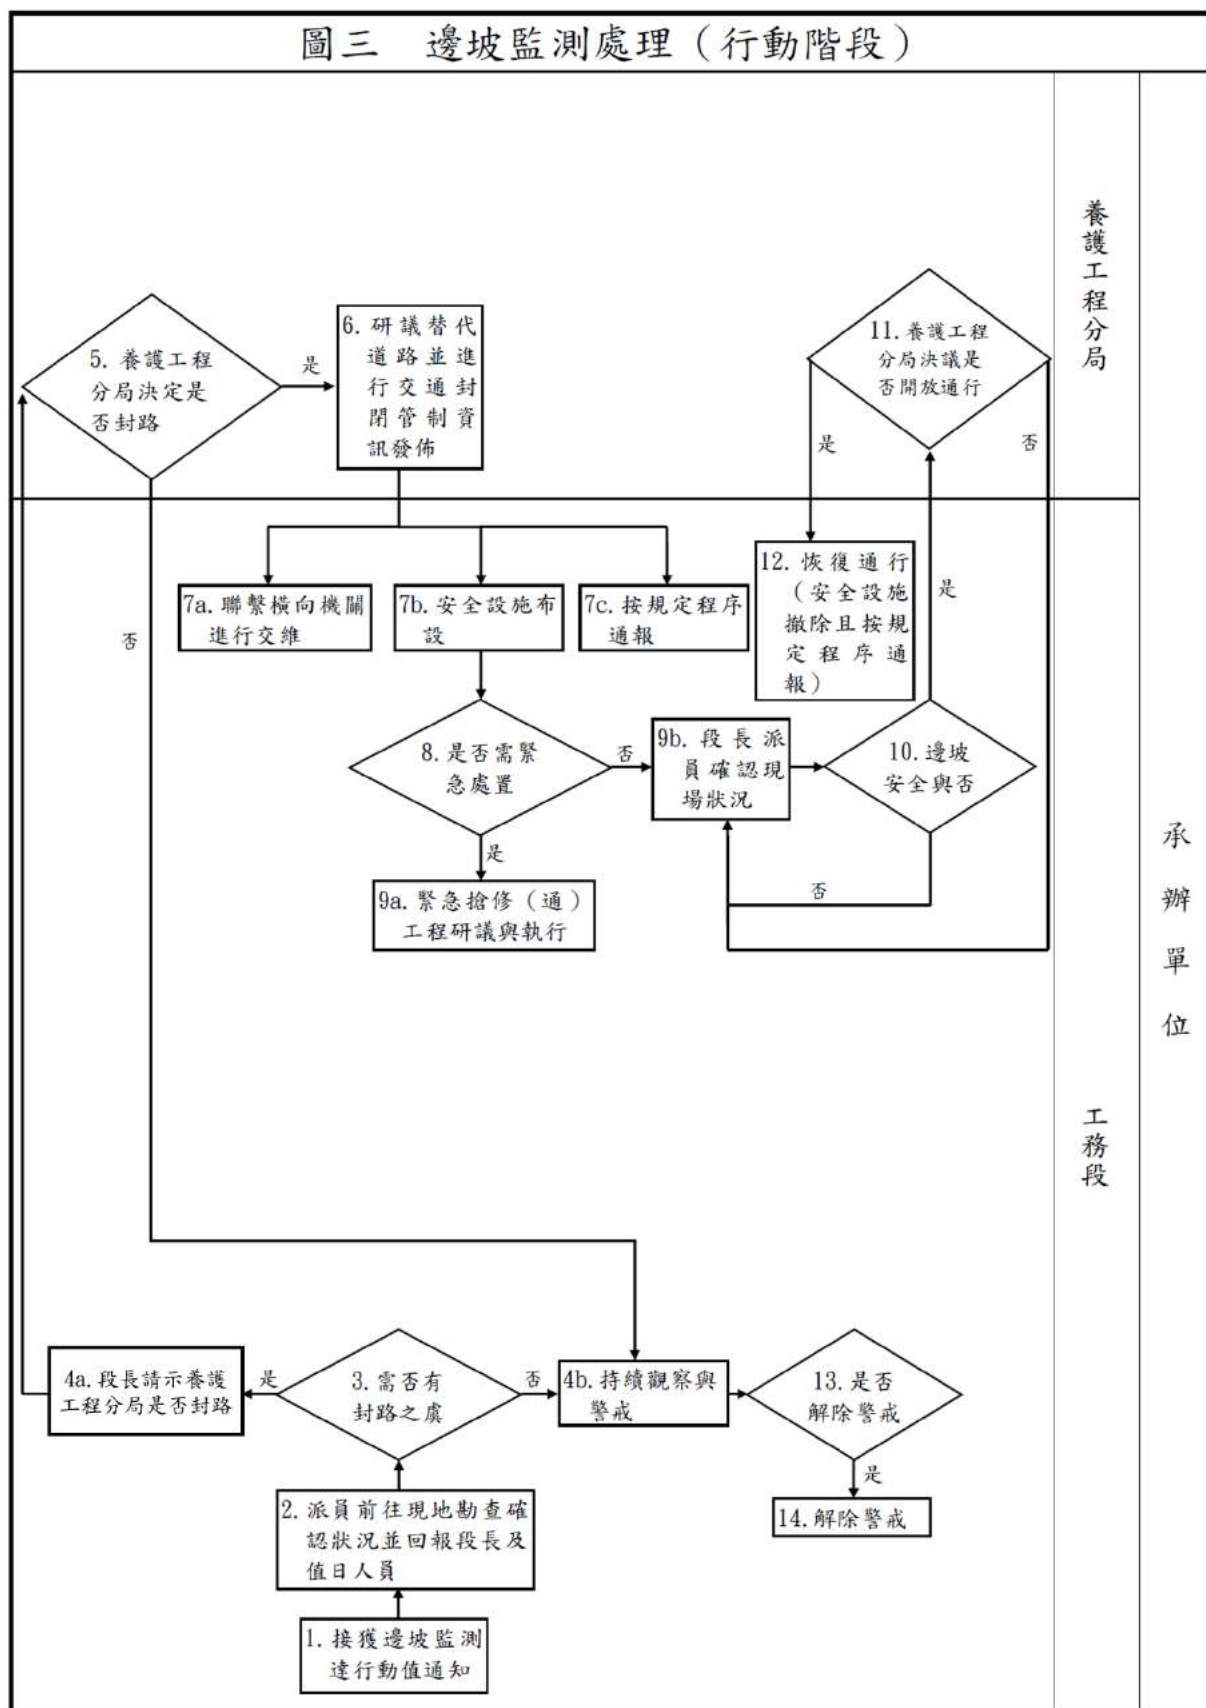 圖三 邊坡監測處理（行動階段）
養護工程分局
5. 養護工程
分局決定是
否封路
是
否
6. 研議替代
道路並進
行交通封
閉管制資
訊發佈
11. 養護工程
分局決議是
否開放通行
是
否
7a. 聯繫橫向機關
進行交維
7b. 安全設施布
設
7c. 按規定程序
通報
12. 恢復通行
（安全設施
撤除且按規
定程序通
報）
是
8. 是否需緊
急處置
否
是
9b. 段長派
員確認現
場狀況
10. 邊坡
安全與否
否
9a. 緊急搶修（通）
工程研議與執行
承辦單位
工務段
4a. 段長請示養護
工程分局是否封路
是
3. 需否有
封路之虞
否
4b. 持續觀察與
警戒
13. 是否
解除警戒
是
14. 解除警戒
2. 派員前往現地勘查確
認狀況並回報段長及
值日人員
1. 接獲邊坡監測
達行動值通知